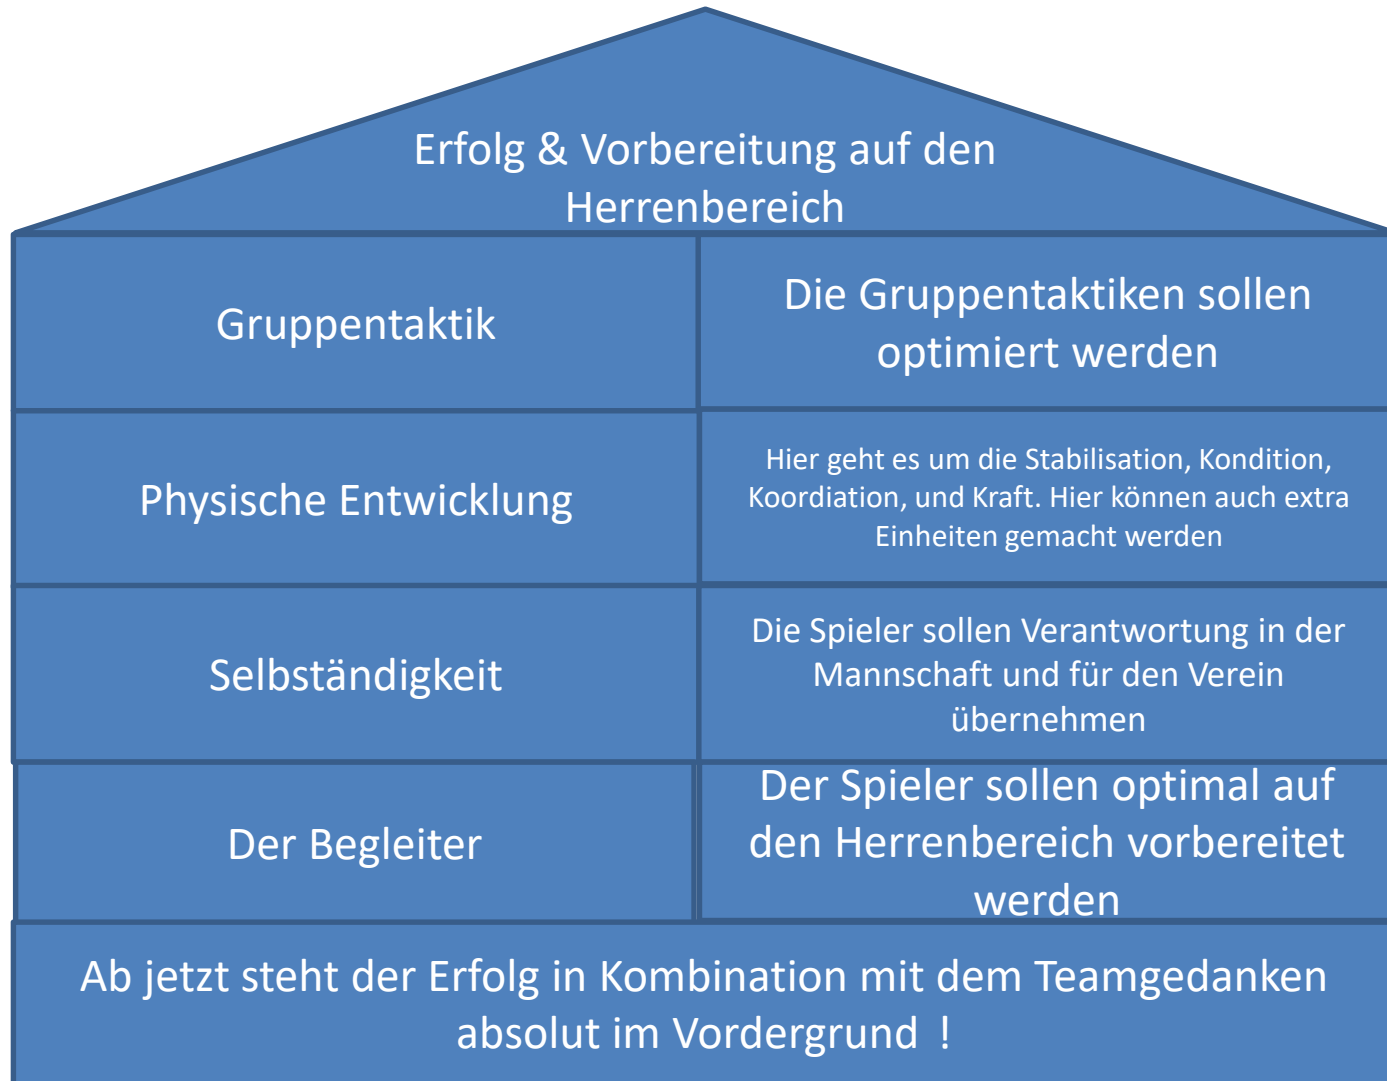 Erfolg & Vorbereitung auf den
Herrenbereich
Gruppentaktik
Die Gruppentaktiken sollen
optimiert werden
Physische Entwicklung
Hier geht es um die Stabilisation, Kondition,
Koordiation, und Kraft. Hier können auch extra
Einheiten gemacht werden
Selbständigkeit
Die Spieler sollen Verantwortung in der
Mannschaft und für den Verein
übernehmen
Der Begleiter
Der Spieler sollen optimal auf
den Herrenbereich vorbereitet
werden
Ab jetzt steht der Erfolg in Kombination mit dem Teamgedanken
absolut im Vordergrund !